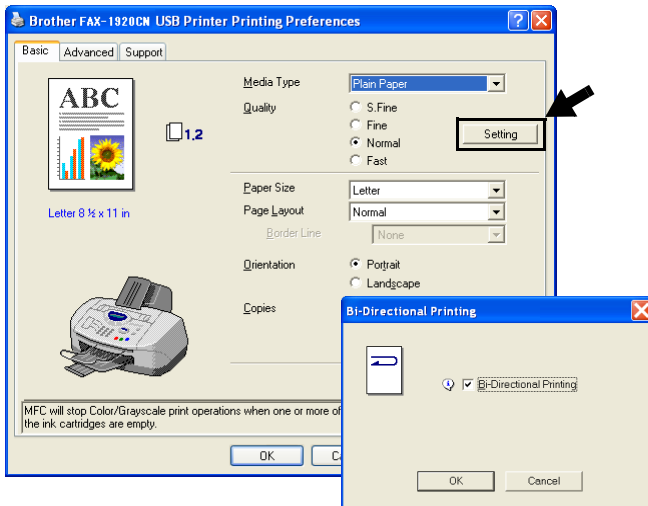 Brother FAX-1920CN USB Printer Printing Preferences
Basic Advanced Support
ABC
1.2
Letter 8 ½ x 11 in
Media Type Plain Paper
Quality S.Fine
Fine
Normal
Fast
Setting
Paper Size Letter
Page Layout Normal
Border Line None
Orientation Portrait
Landscape
Copies
MFC will stop Color/Grayscale print operations when one or more of
the ink cartridges are empty.
OK
Bi-Directional Printing
Bi-Directional Printing
OK Cancel